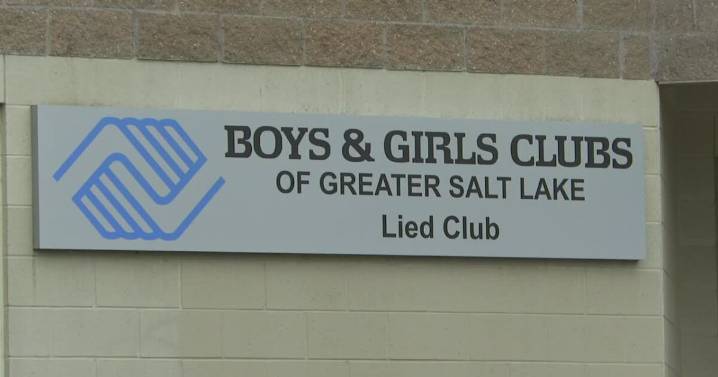 BOYS & GIRLS CLUBS
OF GREATER SALT LAKE
Lied Club